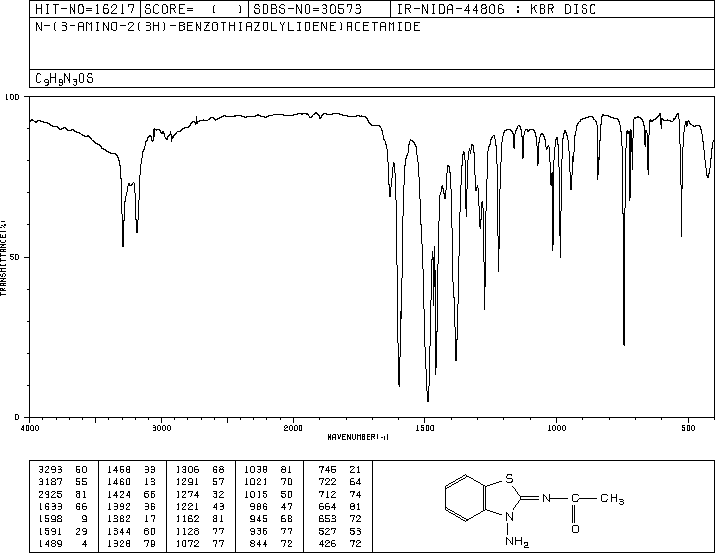 HIT-NO=16217 SCORE= ( ) SDBS-NO=30573 IR-NIDA-44806 : KBR DISC
N-(3-AMINO-2(3H)-BENZOTHIAZOLYLIDENE)ACETAMIDE
C9H9N3OS
100
50
0
TRANSMITTANCE(%)
4000 3000 2000 1500 1000 500
WAVENUMBER(-1)
3293 60 1468 33 1306 68 1038 81 746 21
3187 55 1460 13 1291 57 1021 70 722 64
2925 81 1424 66 1274 32 1015 50 712 74
1633 66 1392 36 1221 43 986 47 664 81
1598 9 1382 17 1162 81 945 68 653 72
1591 29 1344 60 1128 77 936 77 527 53
1489 4 1328 79 1072 77 844 72 426 72
S
N C CH3
N O
NH2